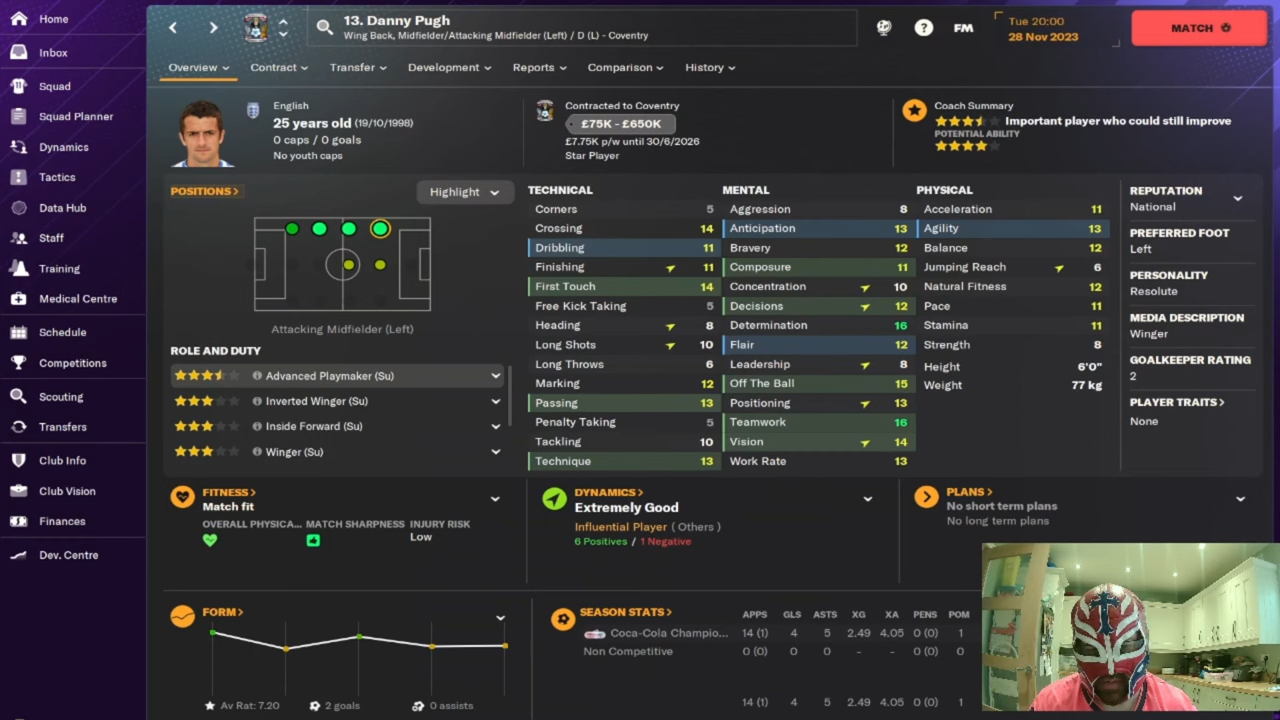 Home
Inbox
Squad
Squad Planner
Dynamics
Tactics
Data Hub
Staff
Training
Medical Centre
Schedule
Competitions
Scouting
Transfers
Club Info
Club Vision
Finances
Dev. Centre
13. Danny Pugh
Wing Back, Midfielder/Attacking Midfielder (Left) / D (L) - Coventry
?
FM
Tue 20:00
28 Nov 2023
MATCH
Overview
Contract
Transfer
Development
Reports
Comparison
History
English
25 years old (19/10/1998)
0 caps / 0 goals
No youth caps
Contracted to Coventry
£75K - £650K
£7.75K p/w until 30/6/2026
Star Player
Coach Summary
Important player who could still improve
POTENTIAL ABILITY
POSITIONS >
Highlight
Attacking Midfielder (Left)
ROLE AND DUTY
Advanced Playmaker (Su)
Inverted Winger (Su)
Inside Forward (Su)
Winger (Su)
TECHNICAL
Corners 5
Crossing 14
Dribbling 11
Finishing 11
First Touch 14
Free Kick Taking 5
Heading 8
Long Shots 10
Long Throws 6
Marking 12
Passing 13
Penalty Taking 5
Tackling 10
Technique 13
MENTAL
Aggression 8
Anticipation 13
Bravery 12
Composure 11
Concentration 10
Decisions 12
Determination 16
Flair 12
Leadership 8
Off The Ball 15
Positioning 13
Teamwork 16
Vision 14
Work Rate 13
PHYSICAL
Acceleration 11
Agility 13
Balance 12
Jumping Reach 6
Natural Fitness 12
Pace 11
Stamina 11
Strength 8
Height 6'0"
Weight 77 kg
REPUTATION
National
PREFERRED FOOT
Left
PERSONALITY
Resolute
MEDIA DESCRIPTION
Winger
GOALKEEPER RATING
2
PLAYER TRAITS >
None
FITNESS >
Match fit
OVERALL PHYSICA... MATCH SHARPNESS INJURY RISK
Low
DYNAMICS >
Extremely Good
Influential Player ( Others )
6 Positives / 1 Negative
PLANS >
No short term plans
No long term plans
FORM >
Av Rat: 7.20
2 goals
0 assists
SEASON STATS > APPS GLS ASTS XG XA PENS POM
Coca-Cola Champio... 14 (1) 4 5 2.49 4.05 0 (0) 1
Non Competitive 0 (0) 0 0 - - 0 (0) 0
14 (1) 4 5 2.49 4.05 0 (0) 1